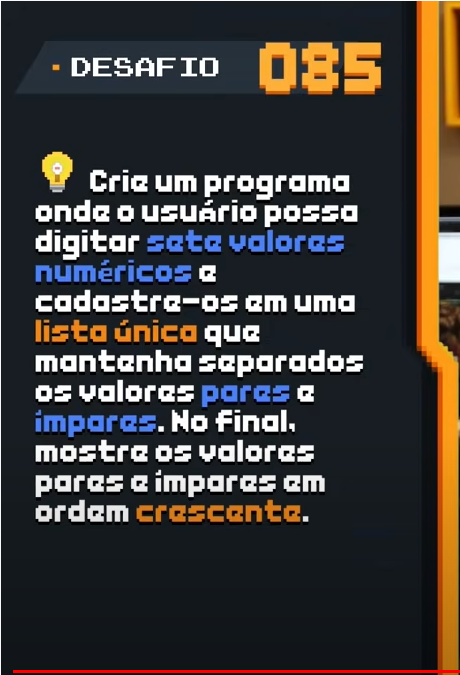 DESAFIO 085
Crie um programa
onde o usuário possa
digitar sete valores
numéricos e
cadastre-os em uma
lista única que
mantenha separados
os valores pares e
ímpares. No final,
mostre os valores
pares e ímpares em
ordem crescente.